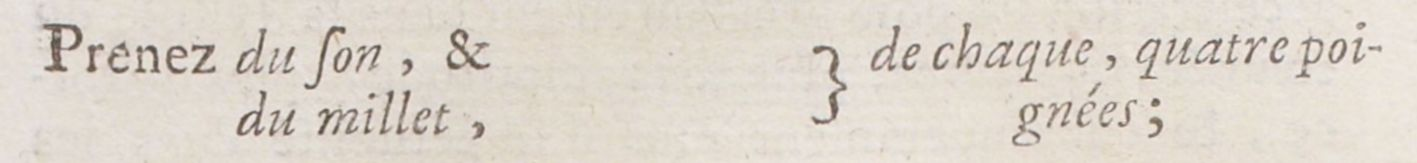 Prenez du ſon , & } de chaque , quatre poi-
du millet , gnées ;